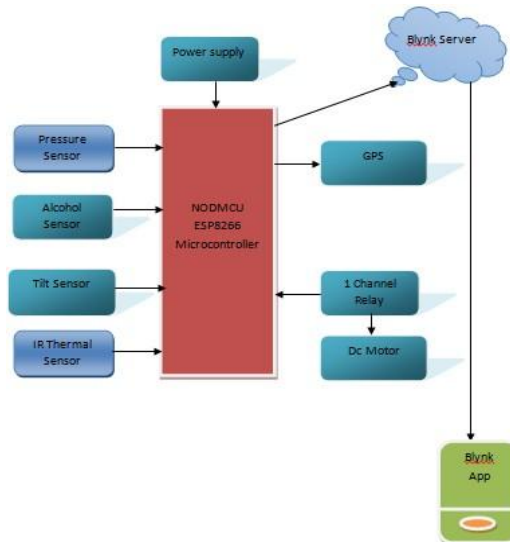 Power supply
Blynk Server
Pressure
Sensor
GPS
Alcohol
Sensor
NODMCU
ESP8266
Microcontroller
Tilt Sensor
1 Channel
Relay
IR Thermal
Sensor
Dc Motor
Blynk
App